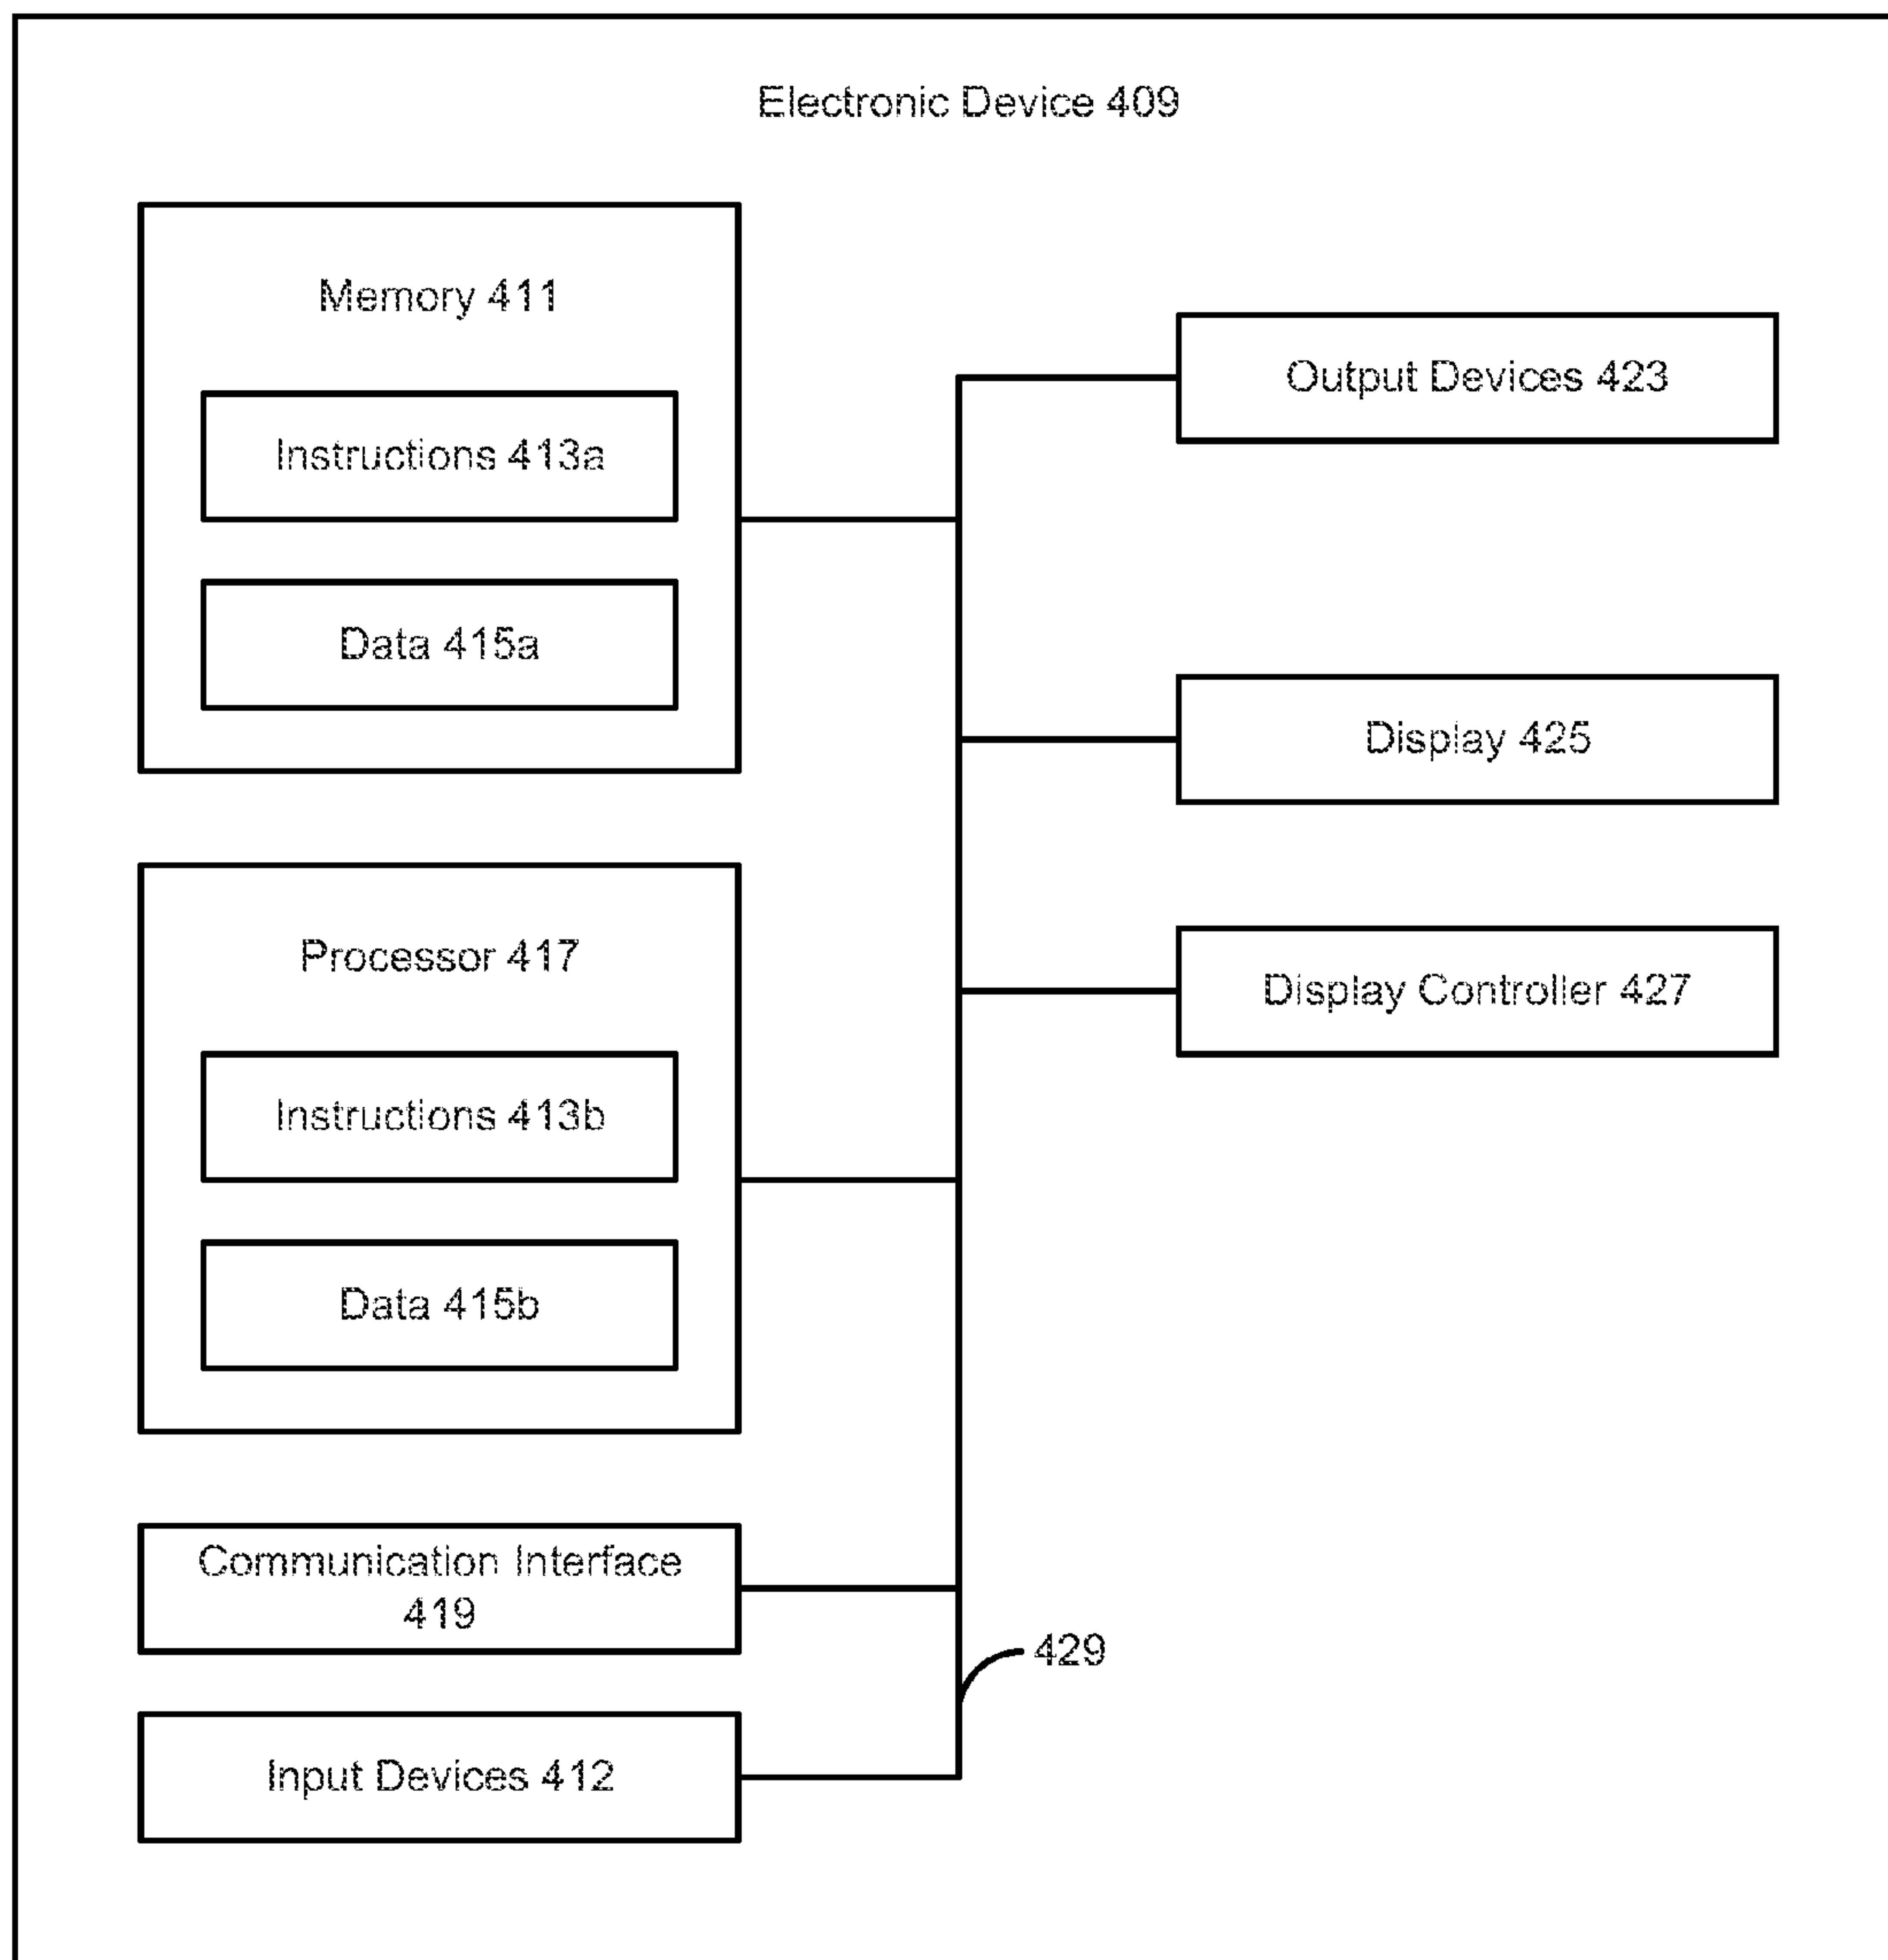 Electronic Device 409
Memory 411
Instructions 413a
Data 415a
Processor 417
Instructions 413b
Data 415b
Communication Interface
419
Input Devices 412
Output Devices 423
Display 425
Display Controller 427
429